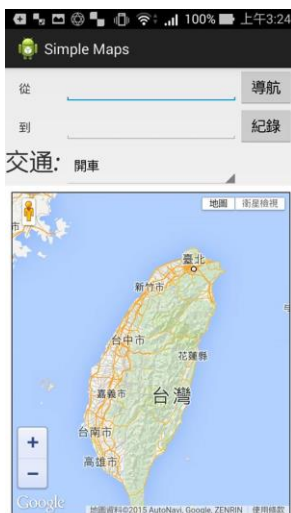 100% 上午3:24
Simple Maps
從 導航
到 紀錄
交通: 開車
地圖 衛星檢視
臺北
新竹市
台中市
花蓮縣
嘉義市 台灣
台南市
高雄市
+
−
Google 地圖資料©2015 AutoNavi, Google, ZENRIN 使用條款